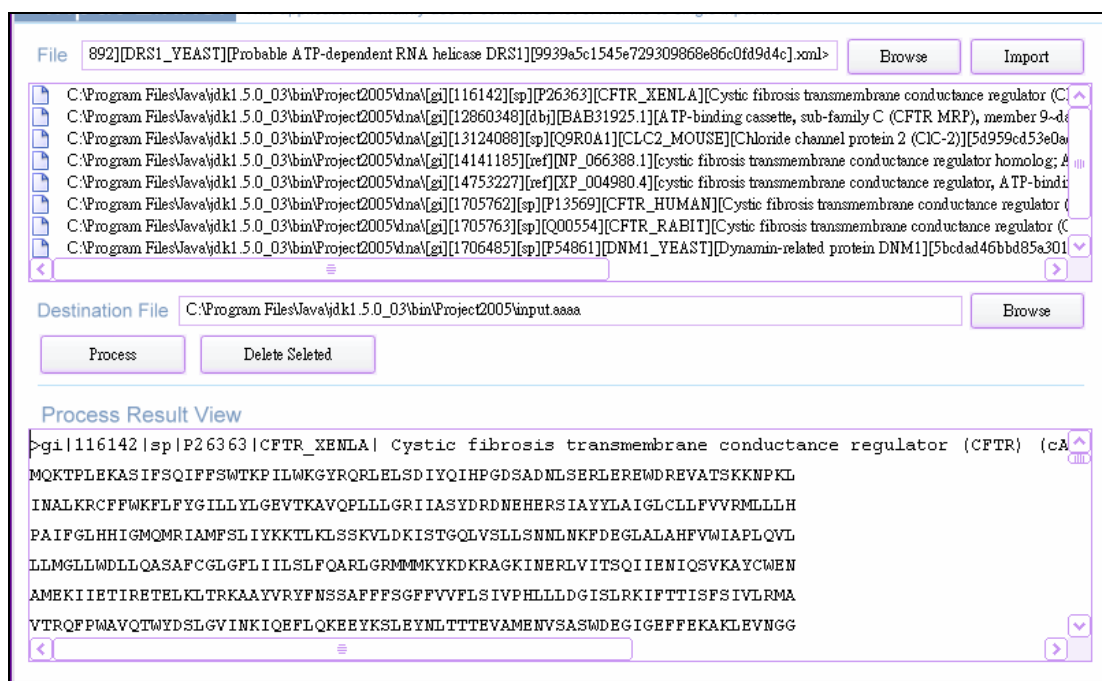 File 892][DRS1_YEAST][Probable ATP-dependent RNA helicase DRS1][9939a5c1545e729309868e86c0fd9d4c].xml> Browse Import
C:\Program Files\Java\jdk1.5.0_03\bin\Project2005\dna\[gi][116142][sp][P26363][CFTR_XENLA][Cystic fibrosis transmembrane conductance regulator (C
C:\Program Files\Java\jdk1.5.0_03\bin\Project2005\dna\[gi][12860348][dbj][BAB31925.1][ATP-binding cassette, sub-family C (CFTR MRP), member 9-da
C:\Program Files\Java\jdk1.5.0_03\bin\Project2005\dna\[gi][13124088][sp][Q9R0A1][CLC2_MOUSE][Chloride channel protein 2 (ClC-2)][5d959cd53e0a
C:\Program Files\Java\jdk1.5.0_03\bin\Project2005\dna\[gi][14141185][ref][NP_066388.1][cystic fibrosis transmembrane conductance regulator homolog; A
C:\Program Files\Java\jdk1.5.0_03\bin\Project2005\dna\[gi][14753227][ref][XP_004980.4][cystic fibrosis transmembrane conductance regulator, ATP-bindi
C:\Program Files\Java\jdk1.5.0_03\bin\Project2005\dna\[gi][1705762][sp][P13569][CFTR_HUMAN][Cystic fibrosis transmembrane conductance regulator (
C:\Program Files\Java\jdk1.5.0_03\bin\Project2005\dna\[gi][1705763][sp][Q00554][CFTR_RABIT][Cystic fibrosis transmembrane conductance regulator (C
C:\Program Files\Java\jdk1.5.0_03\bin\Project2005\dna\[gi][1706485][sp][P54861][DNM1_YEAST][Dynamin-related protein DNM1][5bcdad46bbd85a301
Destination File C:\Program Files\Java\jdk1.5.0_03\bin\Project2005\input.aaaa Browse
Process Delete Seleted
Process Result View
>gi|116142|sp|P26363|CFTR_XENLA| Cystic fibrosis transmembrane conductance regulator (CFTR) (cA
MQKTPLEKASIFSQIFFSWTKPILWKGYRQRLELSDIYQIHPGDSADNLSERLEREWDREVATSKKNPKL
INALKRCFFWKFLFYGILLYLGEVTKAVQPLLLGRIIASYDRDNEHERSIAYYLAIGLCLLFVVRMLLLH
PAIFGLHHIGMQMRIAMFSLIYKKTLKLSSKVLDKISTGQLVSLLSNNLNKFDEGLALAHFVWIAPLQVL
LLMGLLWDLLQASAFCGLGFLIILSLFQARLGRMMMKYKDKRAGKINERLVITSQIIENIQSVKAYCWEN
AMEKIIETIRETELKLTRKAAYVRYFNSSAFFFSGFFVVFLSIVPHLLLDGISLRKIFTTISFSIVLRMA
VTRQFPWAVQTWYDSLGVINKIQEFLQKEEYKSLEYNLTTTEVAMENVSASWDEGIGEFFEKAKLEVNGG